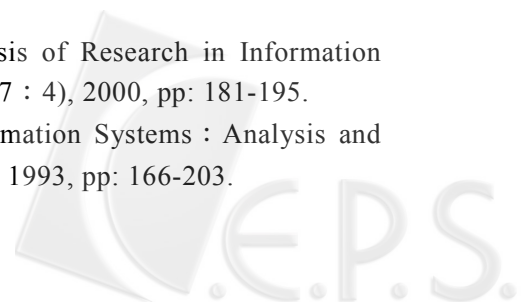 sis of Research in Information
7：4), 2000, pp: 181-195.
mation Systems：Analysis and
1993, pp: 166-203.
C.E.P.S.